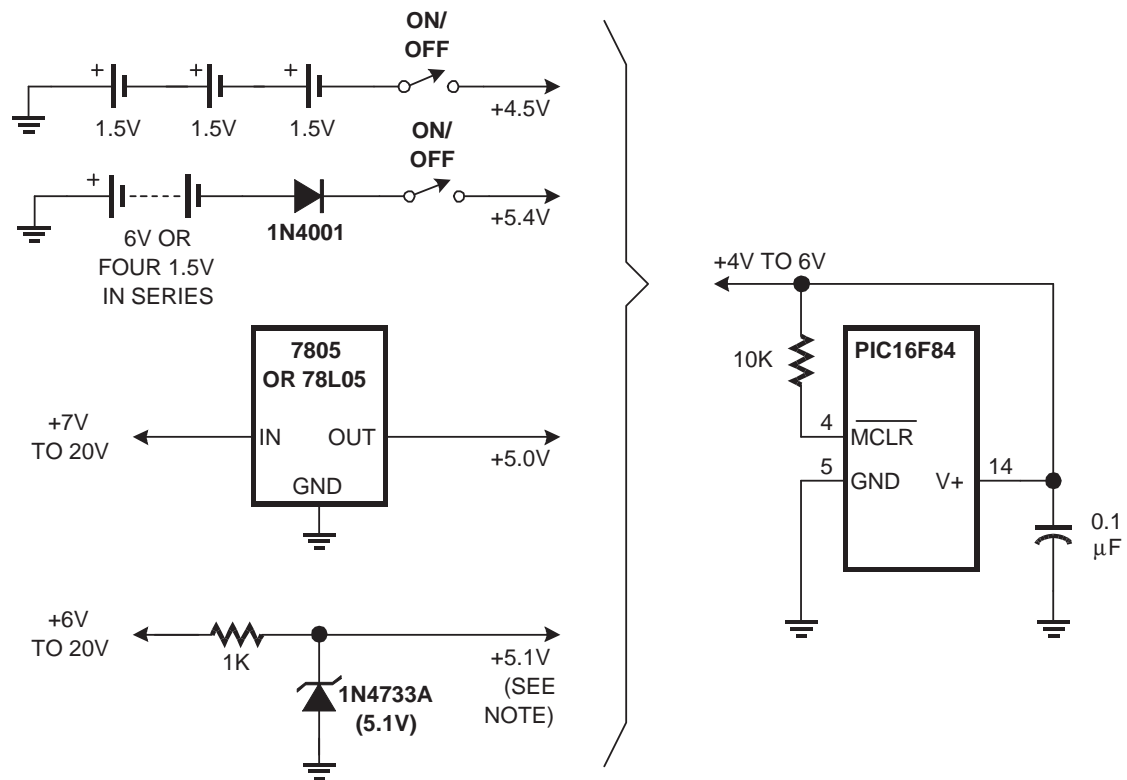 ON/
OFF
+ + +
1.5V 1.5V 1.5V
+4.5V
ON/
OFF
+
1N4001
+5.4V
6V OR
FOUR 1.5V
IN SERIES
7805
OR 78L05
+7V
TO 20V
IN OUT
GND
+5.0V
+6V
TO 20V
1K
1N4733A
(5.1V)
+5.1V
(SEE
NOTE)
+4V TO 6V
10K
PIC16F84
4
MCLR
5
GND V+
14
0.1
µF